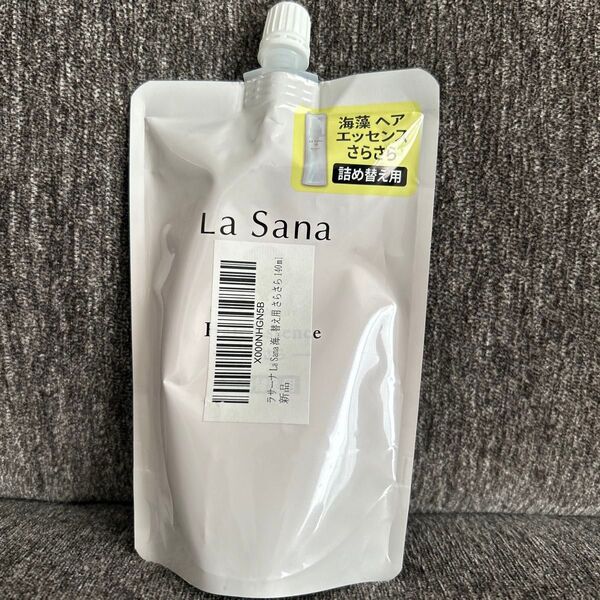 海藻 ヘア
エッセンス
さらさら
詰め替え用
La Sana
X000NHGN5B
ラサーナ La Sana 海 替え用 さらさら 140ml
新品